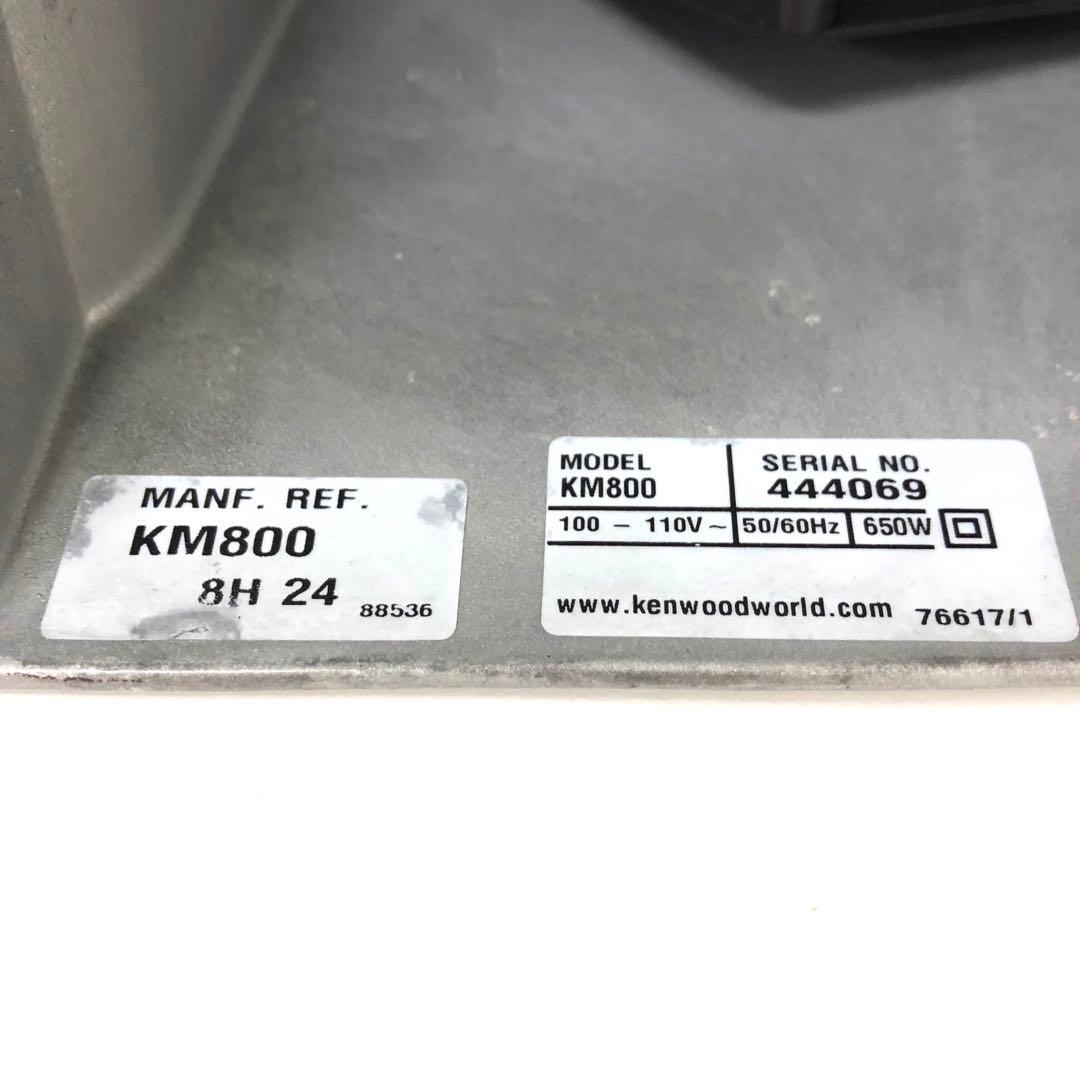 MANF. REF.
KM800
8H 24 88536
MODEL
KM800
SERIAL NO.
444069
100 – 110V ~ 50/60Hz 650W
www.kenwoodworld.com 76617/1